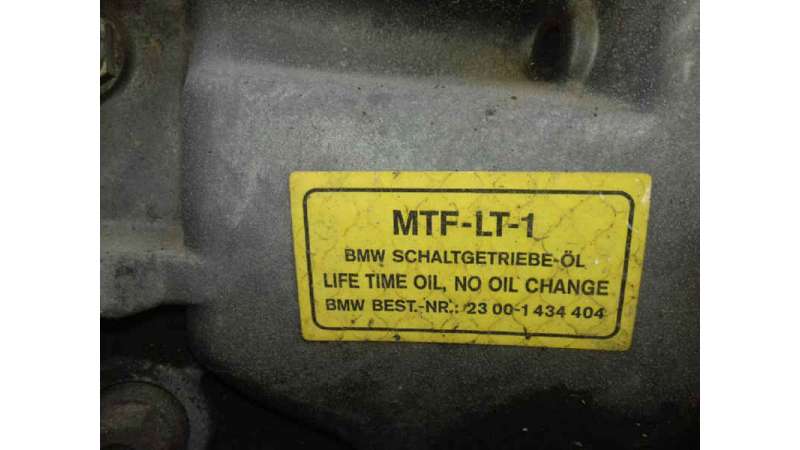 MTF-LT-1
BMW SCHALTGETRIEBE-ÖL
LIFE TIME OIL, NO OIL CHANGE
BMW BEST.-NR.: 23 00-1 434 404